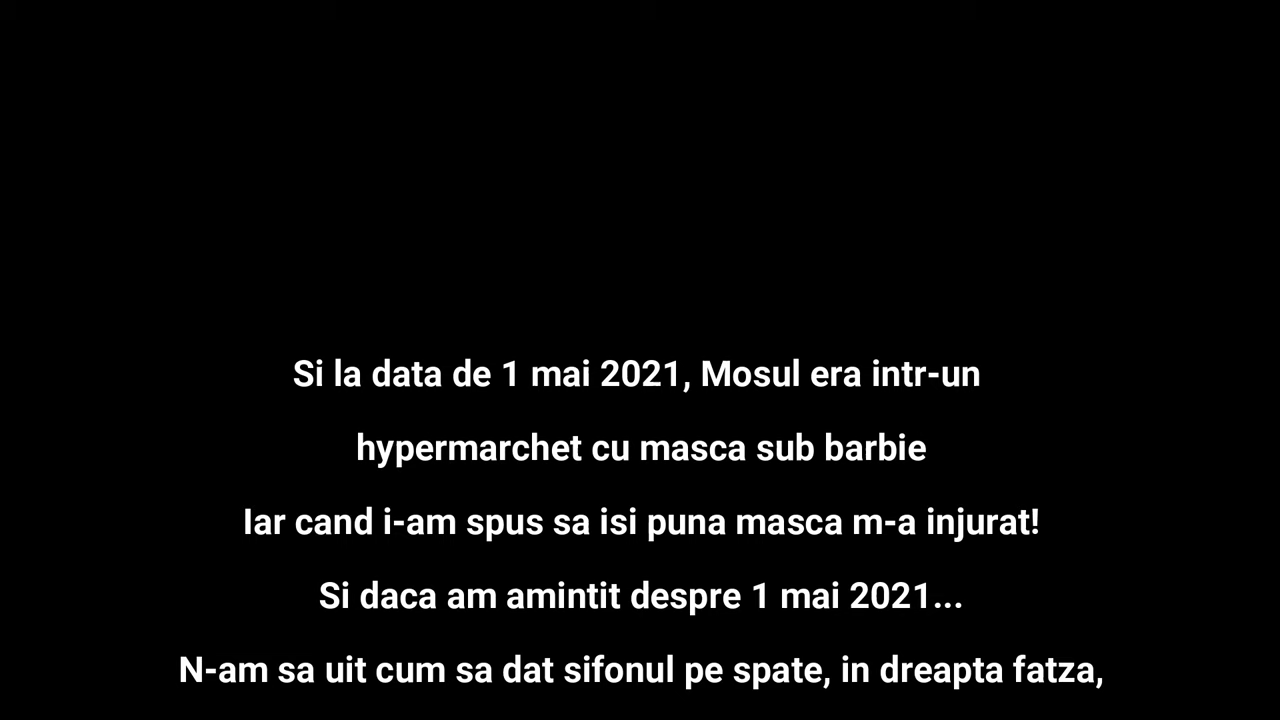 Si la data de 1 mai 2021, Mosul era intr-un
hypermarchet cu masca sub barbie
Iar cand i-am spus sa isi puna masca m-a injurat!
Si daca am amintit despre 1 mai 2021...
N-am sa uit cum sa dat sifonul pe spate, in dreapta fatza,